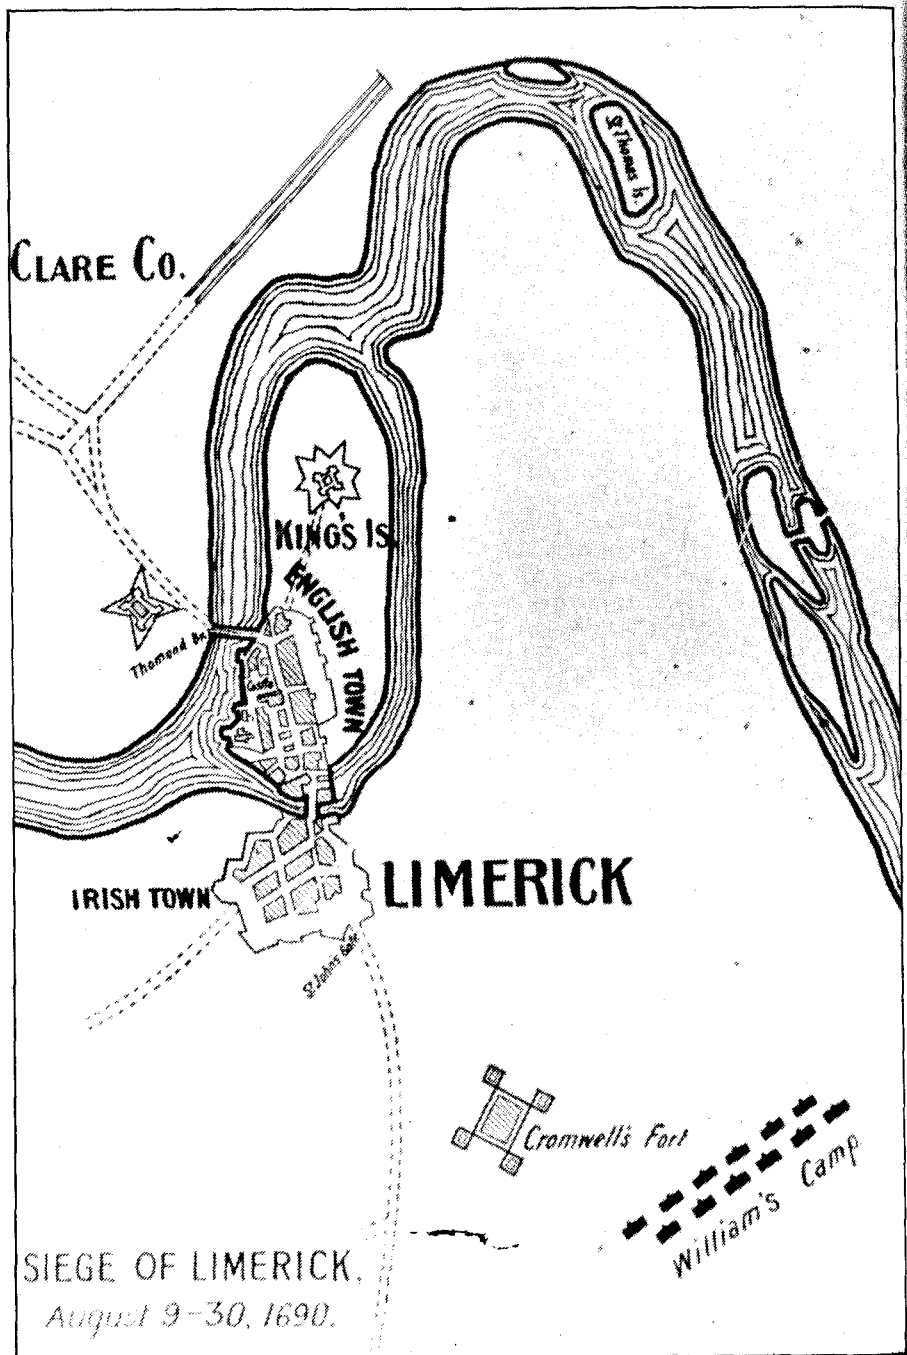 St Thomas Is.
CLARE CO.
KING'S IS.
ENGLISH TOWN
Thomond Br.
Castle
IRISH TOWN
LIMERICK
St Johns Gate
Cromwell's Fort
William's Camp
SIEGE OF LIMERICK.
August 9-30, 1690.